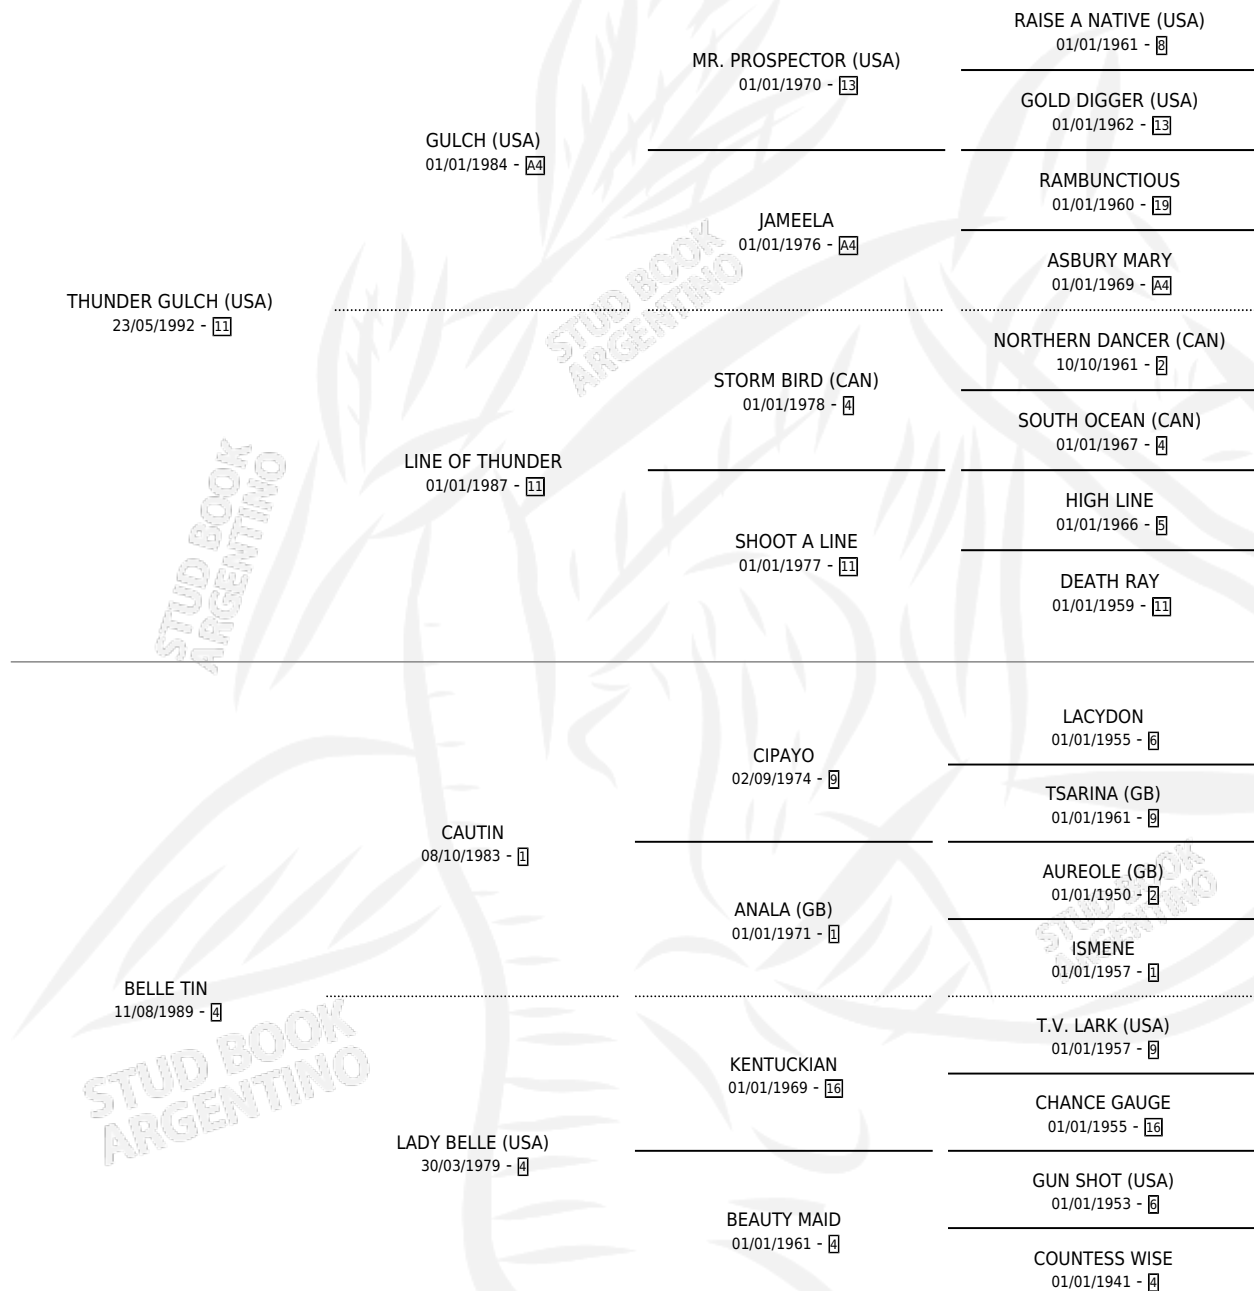 RAISE A NATIVE (USA)
01/01/1961 - 8
MR. PROSPECTOR (USA)
01/01/1970 - 13
GOLD DIGGER (USA)
01/01/1962 - 13
GULCH (USA)
01/01/1984 - A4
RAMBUNCTIOUS
01/01/1960 - 19
JAMEELA
01/01/1976 - A4
ASBURY MARY
01/01/1969 - A4
THUNDER GULCH (USA)
23/05/1992 - 11
NORTHERN DANCER (CAN)
10/10/1961 - 2
STORM BIRD (CAN)
01/01/1978 - 4
SOUTH OCEAN (CAN)
01/01/1967 - 4
LINE OF THUNDER
01/01/1987 - 11
HIGH LINE
01/01/1966 - 5
SHOOT A LINE
01/01/1977 - 11
DEATH RAY
01/01/1959 - 11
LACYDON
01/01/1955 - 6
CIPAYO
02/09/1974 - 9
TSARINA (GB)
01/01/1961 - 9
CAUTIN
08/10/1983 - 1
AUREOLE (GB)
01/01/1950 - 2
ANALA (GB)
01/01/1971 - 1
ISMENE
01/01/1957 - 1
BELLE TIN
11/08/1989 - 4
T.V. LARK (USA)
01/01/1957 - 9
KENTUCKIAN
01/01/1969 - 16
CHANCE GAUGE
01/01/1955 - 16
LADY BELLE (USA)
30/03/1979 - 4
GUN SHOT (USA)
01/01/1953 - 6
BEAUTY MAID
01/01/1961 - 4
COUNTESS WISE
01/01/1941 - 4
STUD BOOK
ARGENTINO
STUD BOOK
ARGENTINO
STUD BOOK
ARGENTINO
STUD BOOK
ARGENTINO